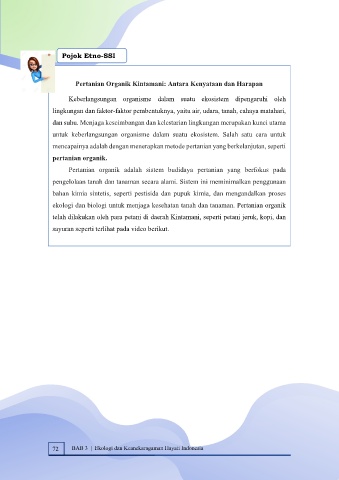 Pojok Etno-SSI
Pertanian Organik Kintamani: Antara Kenyataan dan Harapan
Keberlangsungan organisme dalam suatu ekosistem dipengaruhi oleh
lingkungan dan faktor-faktor pembentuknya, yaitu air, udara, tanah, cahaya matahari,
dan suhu. Menjaga keseimbangan dan kelestarian lingkungan merupakan kunci utama
untuk keberlangsungan organisme dalam suatu ekosistem. Salah satu cara untuk
mencapainya adalah dengan menerapkan metode pertanian yang berkelanjutan, seperti
pertanian organik.
Pertanian organik adalah sistem budidaya pertanian yang berfokus pada
pengelolaan tanah dan tanaman secara alami. Sistem ini meminimalkan penggunaan
bahan kimia sintetis, seperti pestisida dan pupuk kimia, dan mengandalkan proses
ekologi dan biologi untuk menjaga kesehatan tanah dan tanaman. Pertanian organik
telah dilakukan oleh para petani di daerah Kintamani, seperti petani jeruk, kopi, dan
sayuran seperti terlihat pada video berikut.
72 BAB 3 | Ekologi dan Keanekaragaman Hayati Indonesia